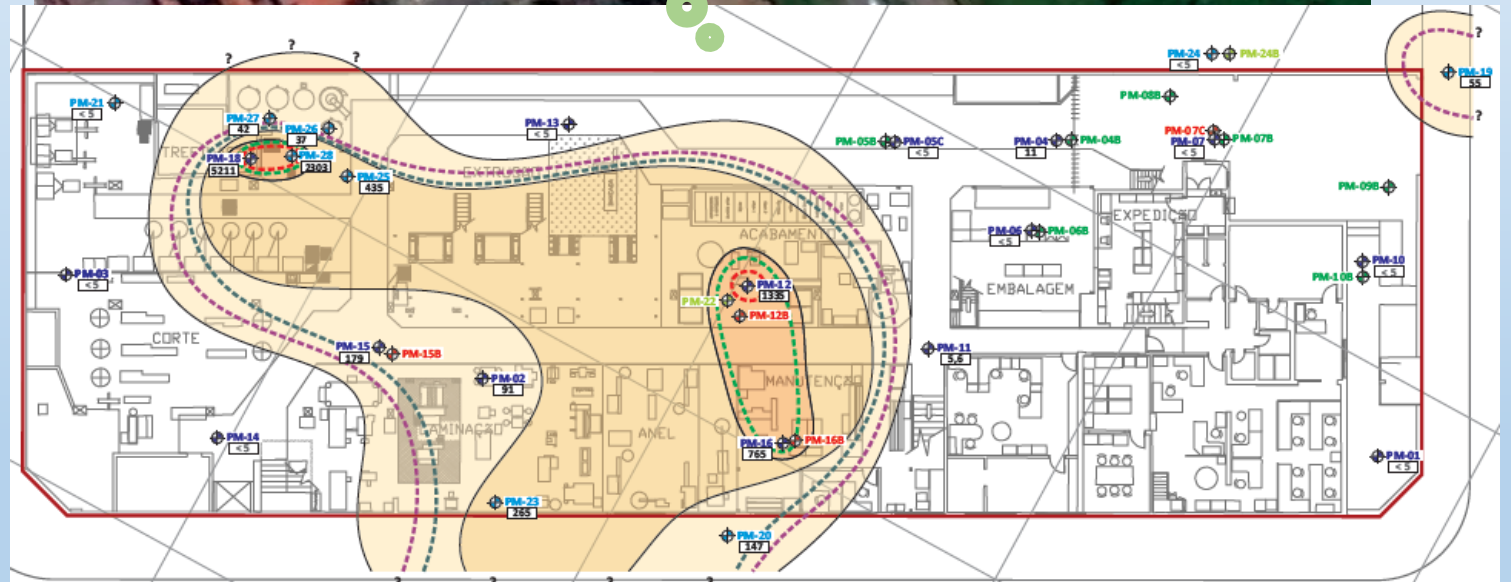 ?
?
?
?
PM-24
PM-24B
<5
PM-19
55
?
PM-08B
PM-21
<5
PM-27
42
PM-26
37
PM-13
<5
PM-05B
PM-05C
<5
PM-04
PM-04B
11
PM-07C
PM-07
PM-07B
<5
PM-18
5211
PM-28
2303
PM-25
435
PM-09B
EXPEDIÇÃO
ACABAMENTO
PM-06
PM-06B
<5
PM-03
<5
PM-10
<5
PM-10B
PM-12
1335
PM-22
PM-12B
EMBALAGEM
CORTE
PM-15
179
PM-15B
PM-11
5,6
PM-02
91
MANUTENÇÃO
PM-14
<5
LAMINAÇÃO
ANEL
PM-16
PM-16B
765
PM-01
<5
PM-23
265
PM-20
147
?
?
?
?